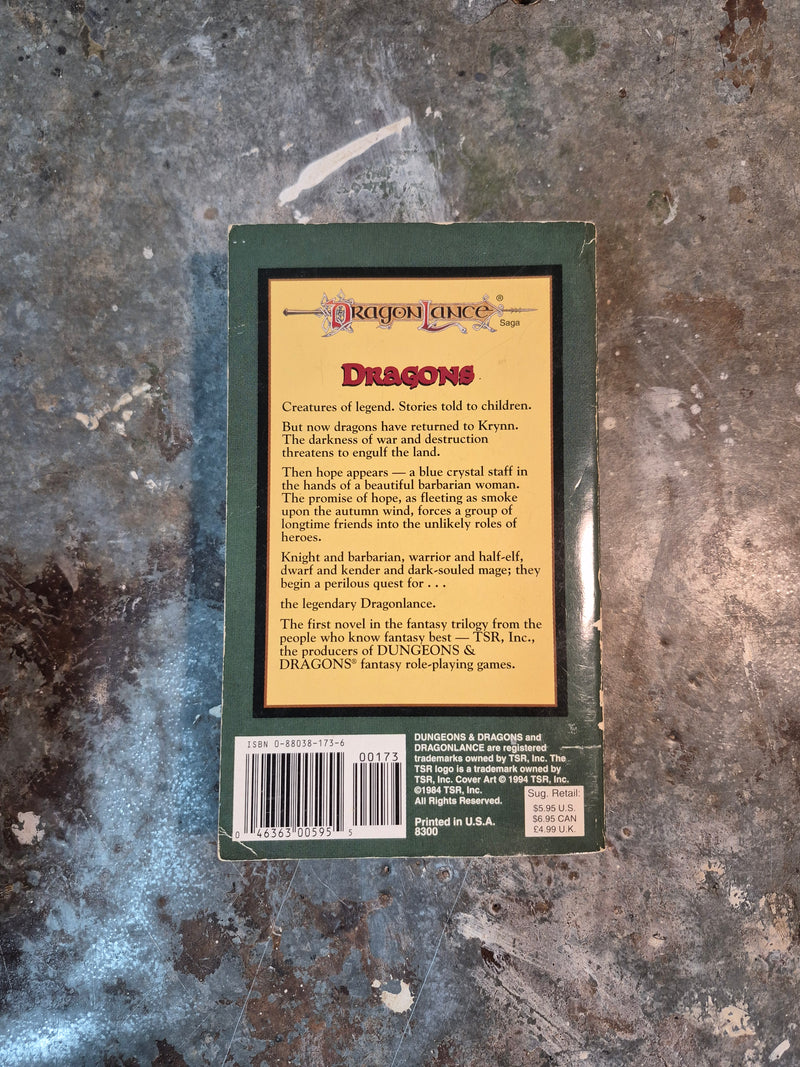 DRAGONLANCE®
Saga
DRAGONS
Creatures of legend. Stories told to children.
But now dragons have returned to Krynn.
The darkness of war and destruction
threatens to engulf the land.
Then hope appears — a blue crystal staff in
the hands of a beautiful barbarian woman.
The promise of hope, as fleeting as smoke
upon the autumn wind, forces a group of
longtime friends into the unlikely roles of
heroes.
Knight and barbarian, warrior and half-elf,
dwarf and kender and dark-souled mage; they
begin a perilous quest for . . .
the legendary Dragonlance.
The first novel in the fantasy trilogy from the
people who know fantasy best — TSR, Inc.,
the producers of DUNGEONS &
DRAGONS® fantasy role-playing games.
ISBN 0-88038-173-6
00173
0 46363 00595 5
DUNGEONS & DRAGONS and
DRAGONLANCE are registered
trademarks owned by TSR, Inc. The
TSR logo is a trademark owned by
TSR, Inc. Cover Art © 1994 TSR, Inc.
©1984 TSR, Inc.
All Rights Reserved.
Printed in U.S.A.
8300
Sug. Retail:
$5.95 U.S.
$6.95 CAN
£4.99 U.K.